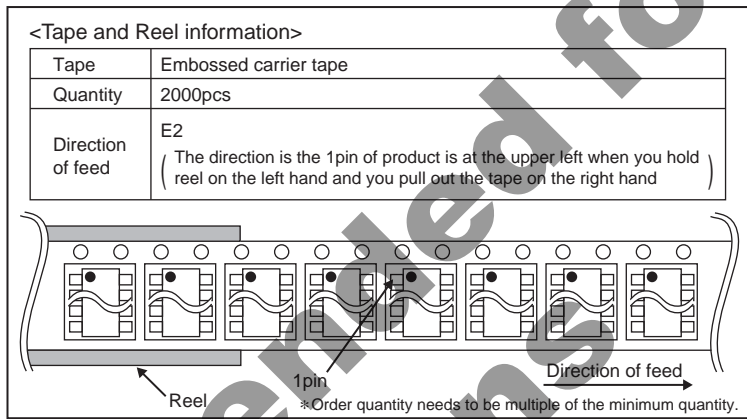 <Tape and Reel information>
Tape Embossed carrier tape
Quantity 2000pcs
Direction of feed E2
( The direction is the 1pin of product is at the upper left when you hold
reel on the left hand and you pull out the tape on the right hand )
Reel
1pin
Direction of feed
*Order quantity needs to be multiple of the minimum quantity.